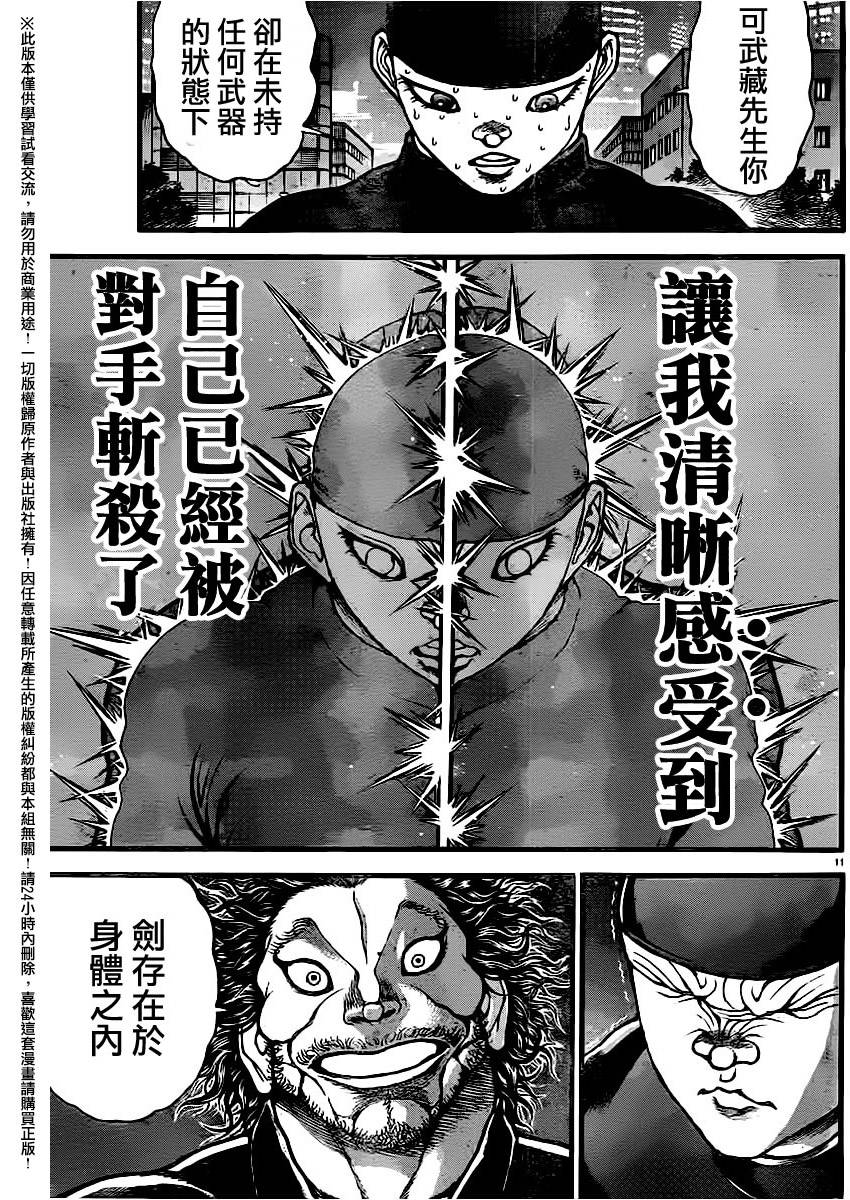 可武藏先生你
卻在未持
任何武器
的狀態下
讓我清晰感受到
自己已經被
對手斬殺了
11
劍存在於
身體之內
※此版本僅供學習試看交流，請勿用於商業用途！一切版權歸原作者與出版社擁有！因任意轉載所產生的版權糾紛都與本組無關！請24小時內刪除，喜歡這套漫畫請購買正版！